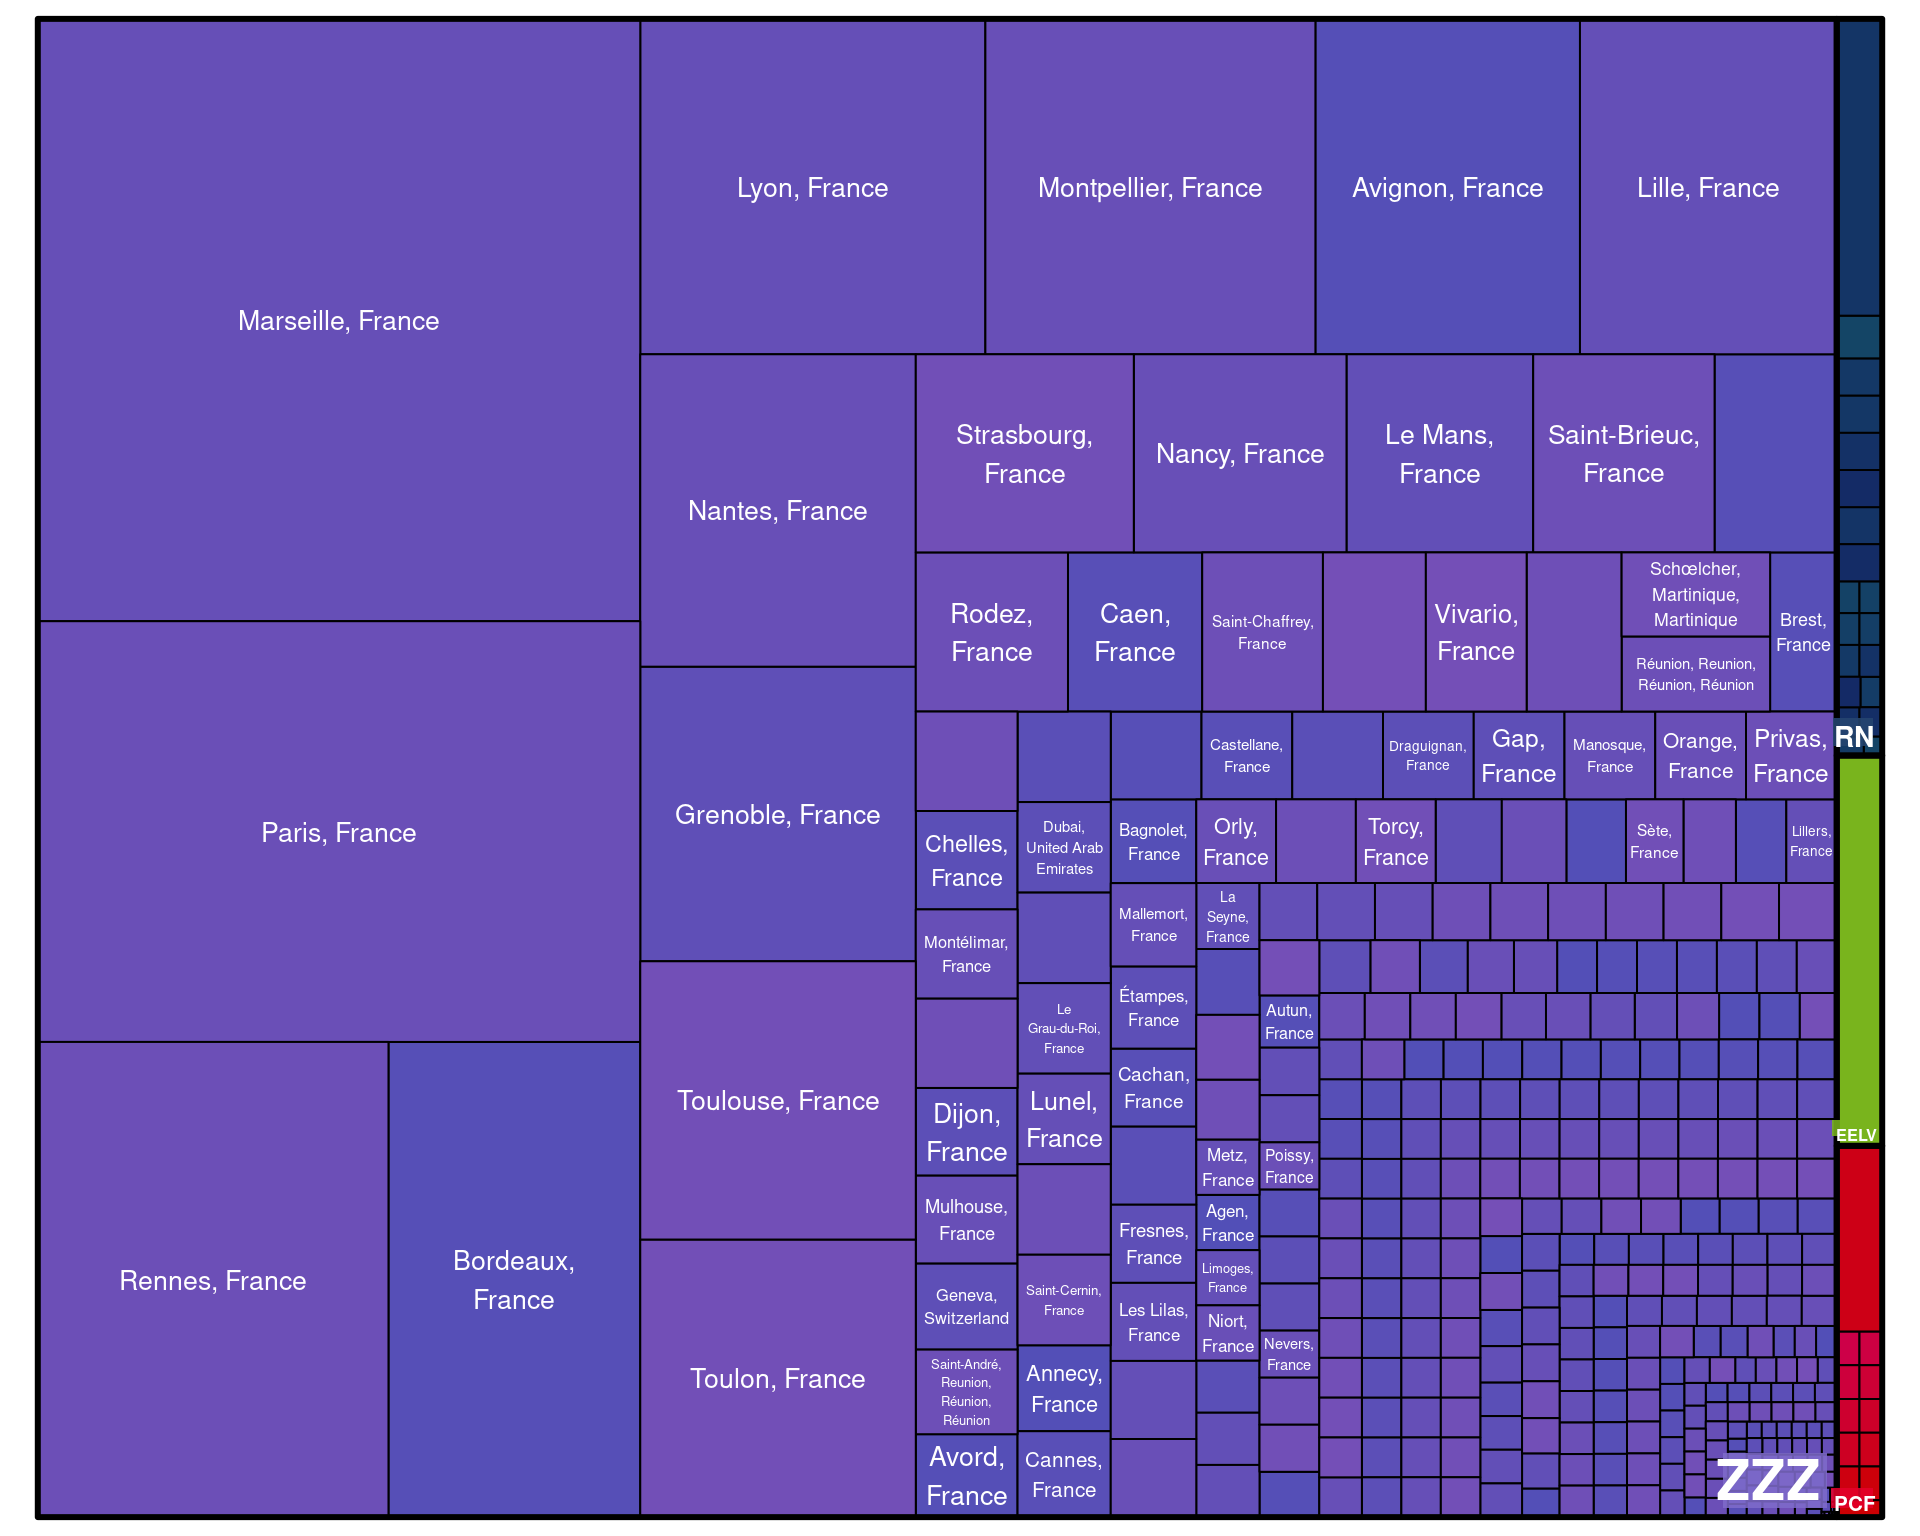 Marseille, France
Lyon, France
Montpellier, France
Avignon, France
Lille, France
Paris, France
Rennes, France
Bordeaux,
France
Nantes, France
Grenoble, France
Toulouse, France
Toulon, France
Strasbourg,
France
Nancy, France
Le Mans,
France
Saint-Brieuc,
France
Rodez,
France
Caen,
France
Saint-Chaffrey,
France
Vivario,
France
Schœlcher,
Martinique,
Martinique
Réunion, Reunion,
Réunion, Réunion
Brest,
France
Castellane,
France
Draguignan,
France
Gap,
France
Manosque,
France
Orange,
France
Privas,
France
Chelles,
France
Montélimar,
France
Dijon,
France
Mulhouse,
France
Geneva,
Switzerland
Saint-André,
Reunion,
Réunion,
Réunion
Avord,
France
Dubai,
United Arab
Emirates
Le
Grau-du-Roi,
France
Lunel,
France
Saint-Cernin,
France
Annecy,
France
Cannes,
France
Bagnolet,
France
Mallemort,
France
Étampes,
France
Cachan,
France
Fresnes,
France
Les Lilas,
France
Orly,
France
Torcy,
France
Sète,
France
Lillers,
France
La
Seyne,
France
Metz,
France
Agen,
France
Limoges,
France
Niort,
France
Autun,
France
Poissy,
France
Nevers,
France
ZZZ
RN
EELV
PCF